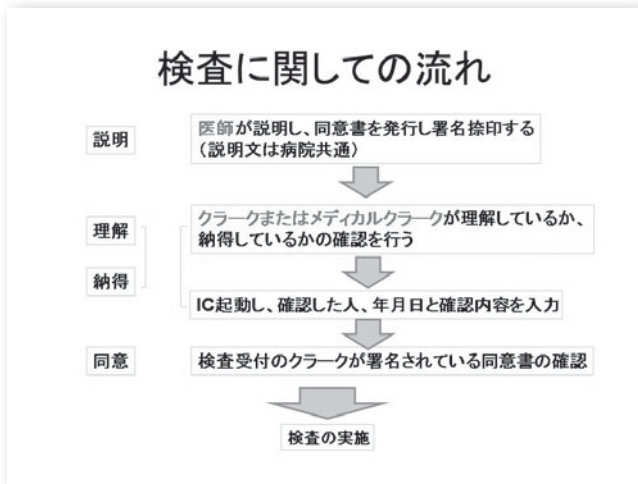 検査に関しての流れ
説明
医師が説明し、同意書を発行し署名捺印する
（説明文は病院共通）
理解
納得
クラークまたはメディカルクラークが理解しているか、
納得しているかの確認を行う
IC起動し、確認した人、年月日と確認内容を入力
同意
検査受付のクラークが署名されている同意書の確認
検査の実施